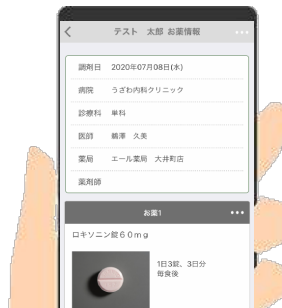 テスト 太郎 お薬情報
調剤日 2020年07月08日(水)
病院 うざわ内科クリニック
診療科 単科
医師 鵜澤 久美
薬局 エール薬局 大井町店
薬剤師
お薬1
ロキソニン錠60mg
1日3錠、3日分
毎食後